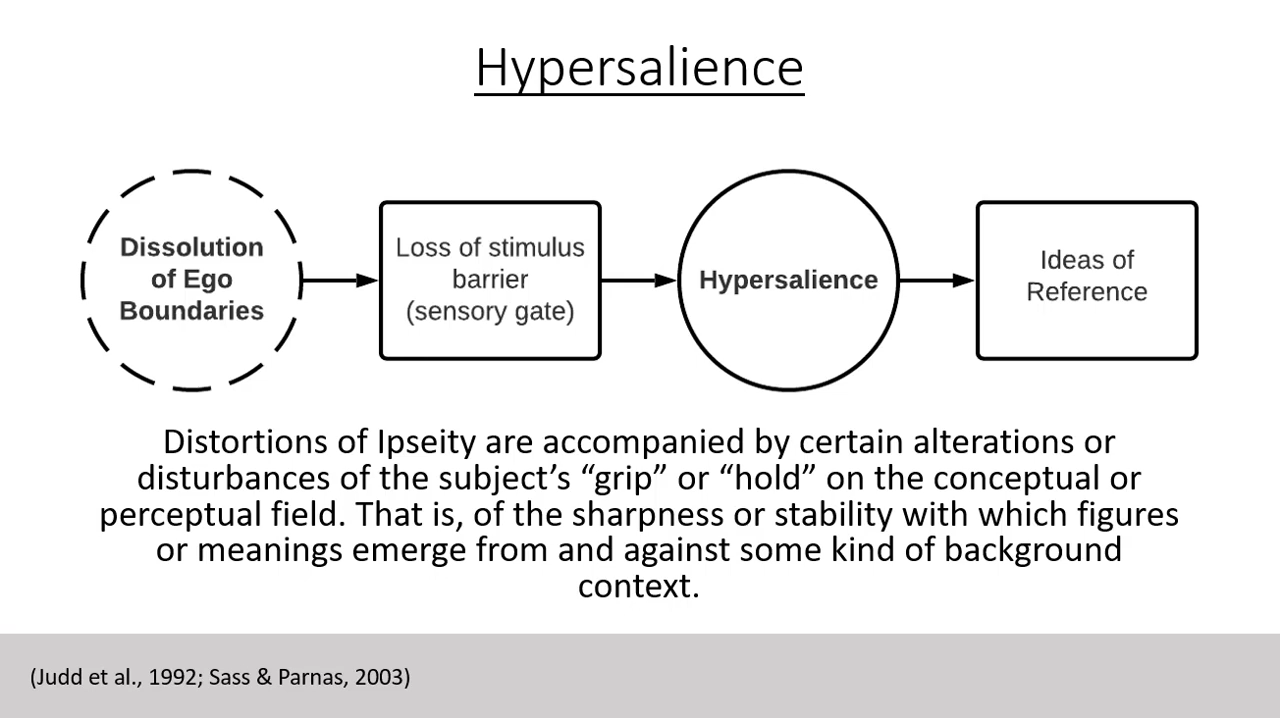 Hypersalience
Dissolution
of Ego
Boundaries
Loss of stimulus
barrier
(sensory gate)
Hypersalience
Ideas of
Reference
Distortions of Ipseity are accompanied by certain alterations or
disturbances of the subject’s “grip” or “hold” on the conceptual or
perceptual field. That is, of the sharpness or stability with which figures
or meanings emerge from and against some kind of background
context.
(Judd et al., 1992; Sass & Parnas, 2003)